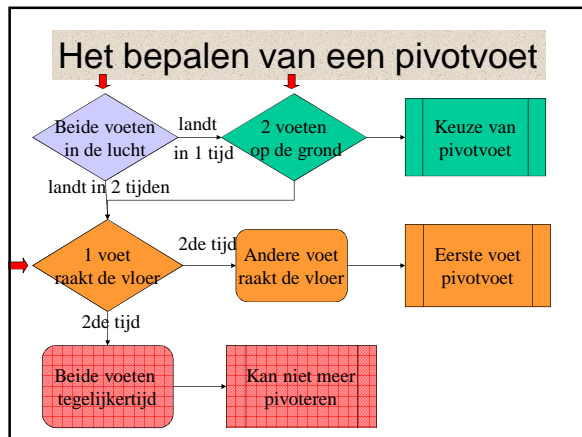 Het bepalen van een pivotvoet
Beide voeten
in de lucht
landt
in 1 tijd
2 voeten
op de grond
Keuze van
pivotvoet
landt in 2 tijden
1 voet
raakt de vloer
2de tijd
Andere voet
raakt de vloer
Eerste voet
pivotvoet
2de tijd
Beide voeten
tegelijkertijd
Kan niet meer
pivoteren